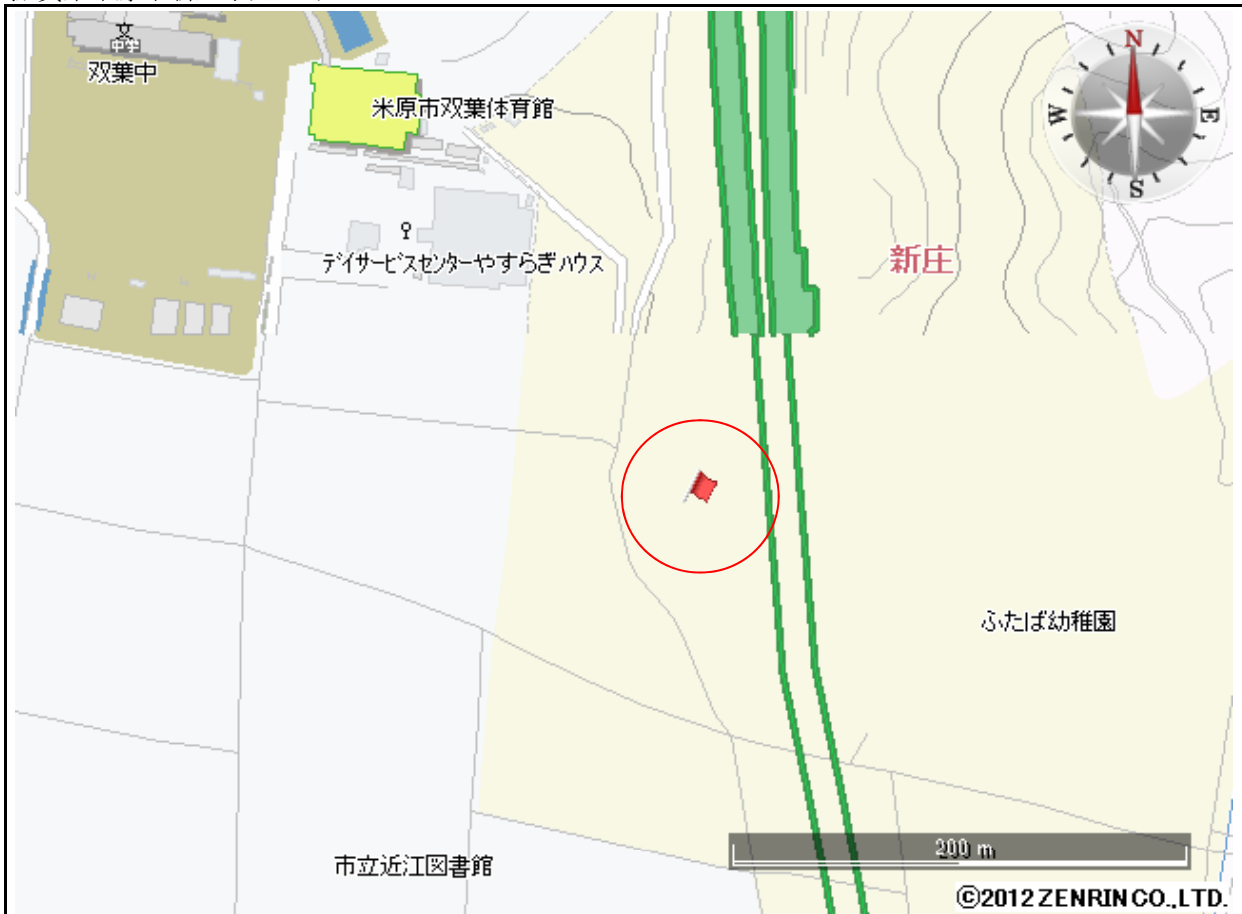 中学
双葉中
米原市双葉体育館
N
W
E
S
新庄
デイサービスセンターやすらぎハウス
ふたば幼稚園
200 m
市立近江図書館
©2012 ZENRIN CO.,LTD.